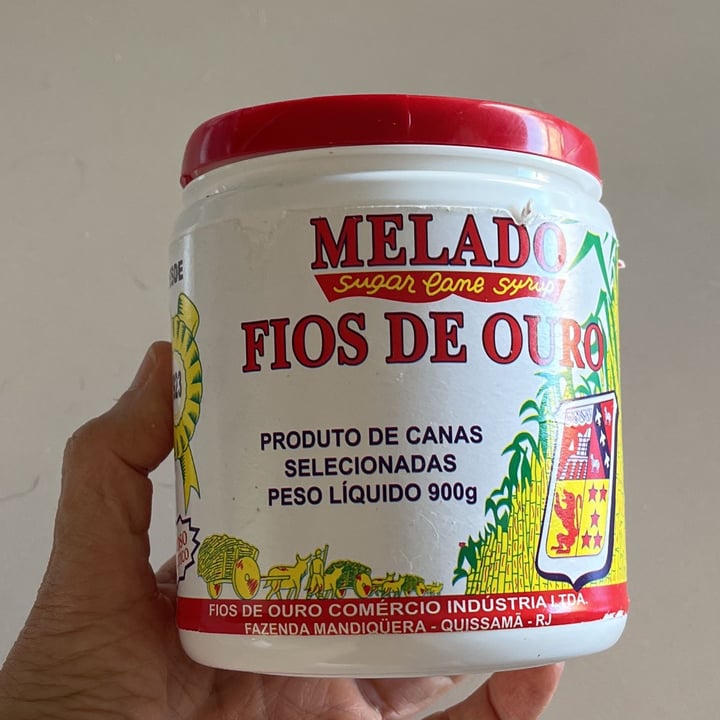 MELADO
sugar cane syrup
FIOS DE OURO
PRODUTO DE CANAS
SELECIONADAS
PESO LÍQUIDO 900g
FIOS DE OURO COMÉRCIO INDÚSTRIA LTDA.
FAZENDA MANDIQÜERA - QUISSAMÃ - RJ